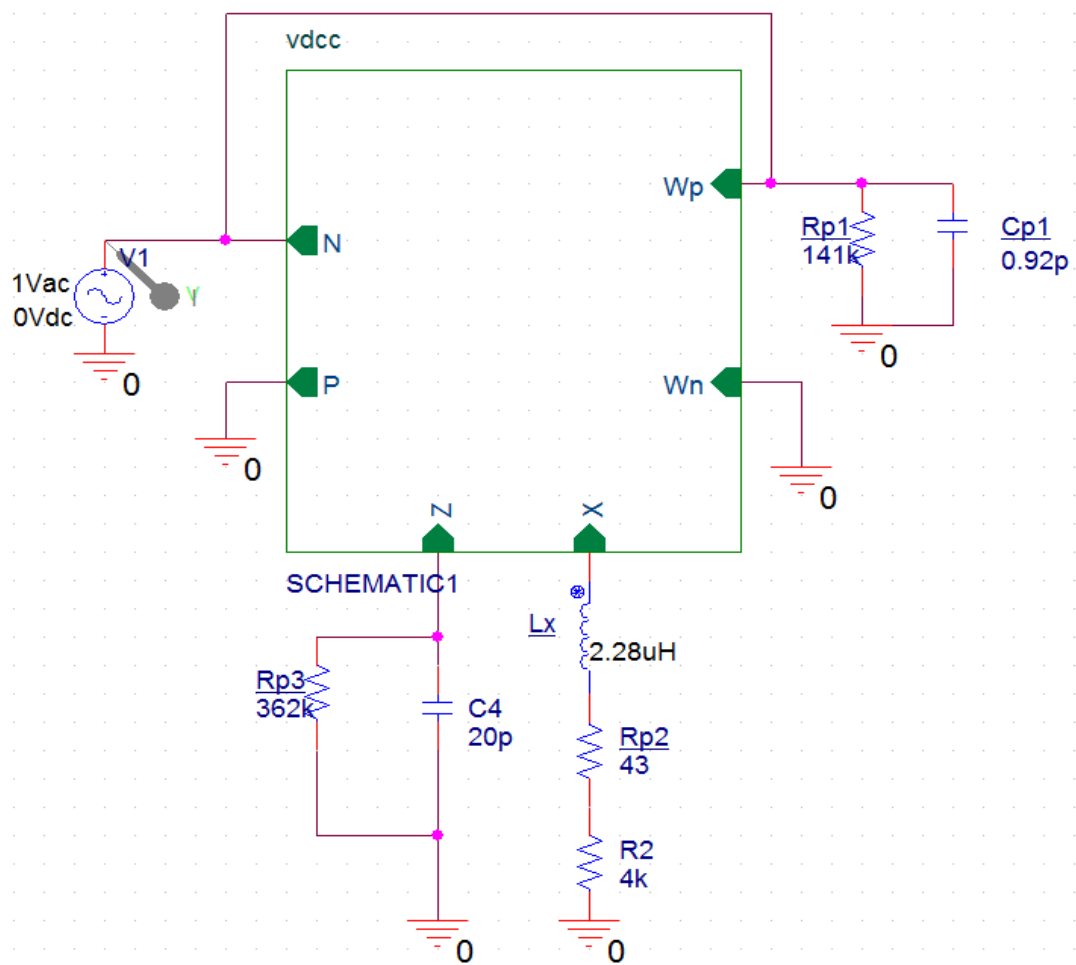 vdcc
Wp
Rp1
141k
Cp1
0.92p
N
V1
1Vac
0Vdc
V
0
0
P
Wn
0
0
Z
X
SCHEMATIC1
Lx
2.28uH
Rp3
362k
C4
20p
Rp2
43
R2
4k
0
0